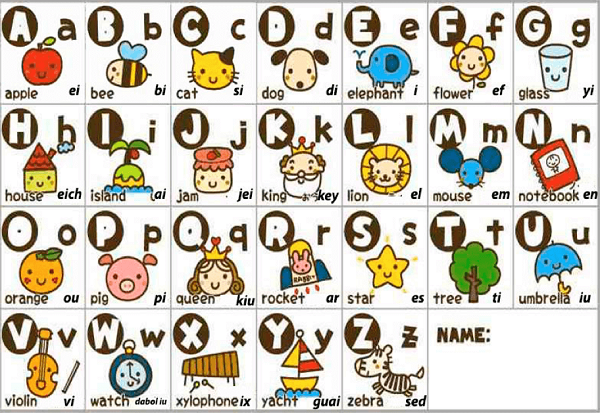 A a B b C c D d E e F f G g
apple ei bee bi cat si dog di elephant i flower ef glass yi
H h I i J j K k L l M m N n
house eich island ai jam jei king key lion el mouse em notebook en
O o P p Q q R r S s T t U u
RABBIT
orange ou pig pi queen kiu rocket ar star es tree ti umbrella iu
V v W w X x Y y Z z NAME:
violin vi watch dabol iu xylophone ix yacht guai zebra sed